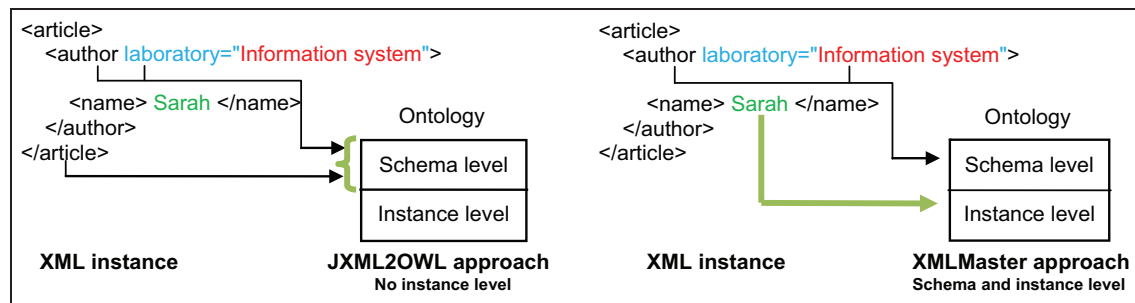 <article>
<author laboratory="Information system">
<name> Sarah </name>
</author>
</article>
Ontology
Schema level
Instance level
XML instance
JXML2OWL approach
No instance level
<article>
<author laboratory="Information system">
<name> Sarah </name>
</author>
</article>
Ontology
Schema level
Instance level
XML instance
XMLMaster approach
Schema and instance level